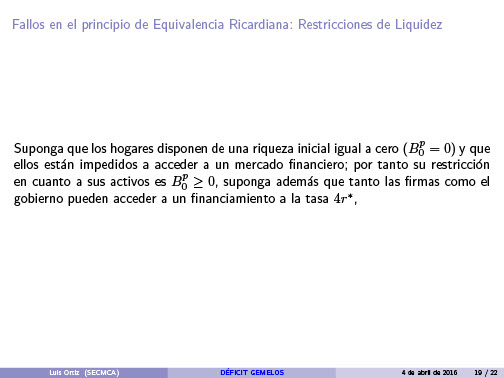 Fallos en el principio de Equivalencia Ricardiana: Restricciones de Liquidez
Suponga que los hogares disponen de una riqueza inicial igual a cero (B₀ᵖ = 0) y que
ellos están impedidos a acceder a un mercado financiero; por tanto su restricción
en cuanto a sus activos es B₀ᵖ ≥ 0, suponga además que tanto las firmas como el
gobierno pueden acceder a un financiamiento a la tasa 4r*,
Luis Ortiz (SECMCA) DÉFICIT GEMELOS 4 de abril de 2016 19 / 22